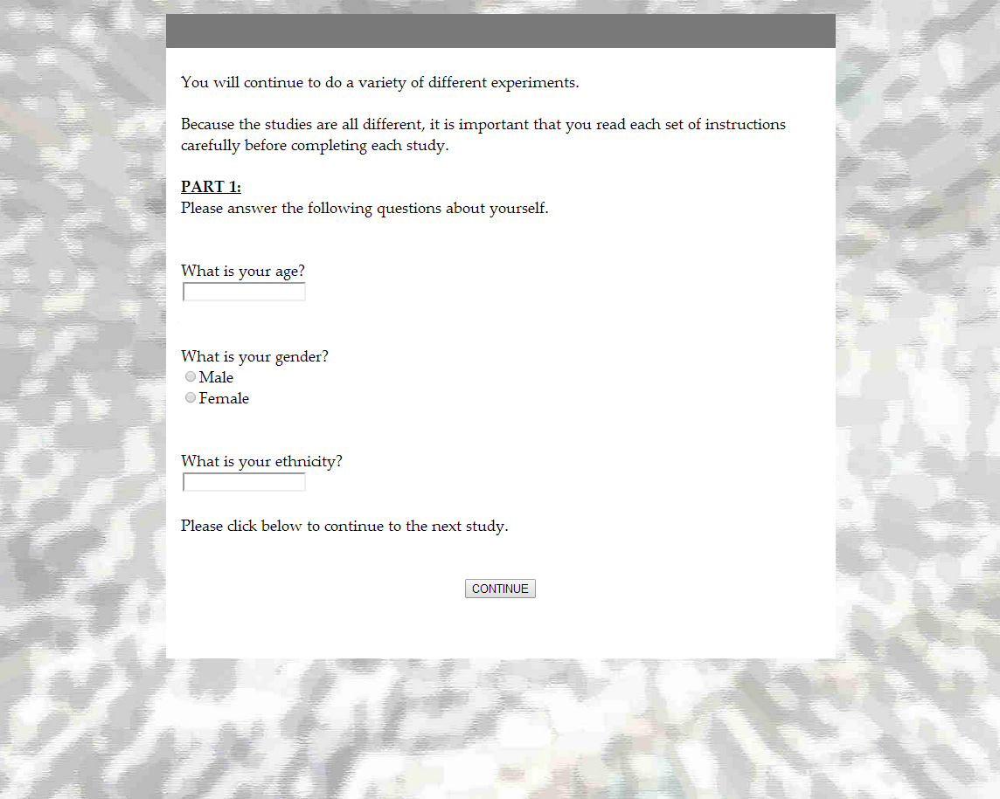 You will continue to do a variety of different experiments.
Because the studies are all different, it is important that you read each set of instructions
carefully before completing each study.
PART 1:
Please answer the following questions about yourself.
What is your age?
What is your gender?
Male
Female
What is your ethnicity?
Please click below to continue to the next study.
CONTINUE